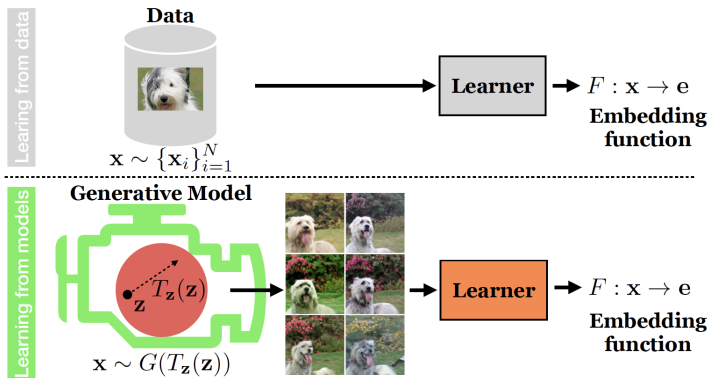 Learing from data
Data
x ∼ {x_i}_{i=1}^N
Learner
F : x → e
Embedding
function
Learning from models
Generative Model
T_z(z)
z
x ∼ G(T_z(z))
Learner
F : x → e
Embedding
function